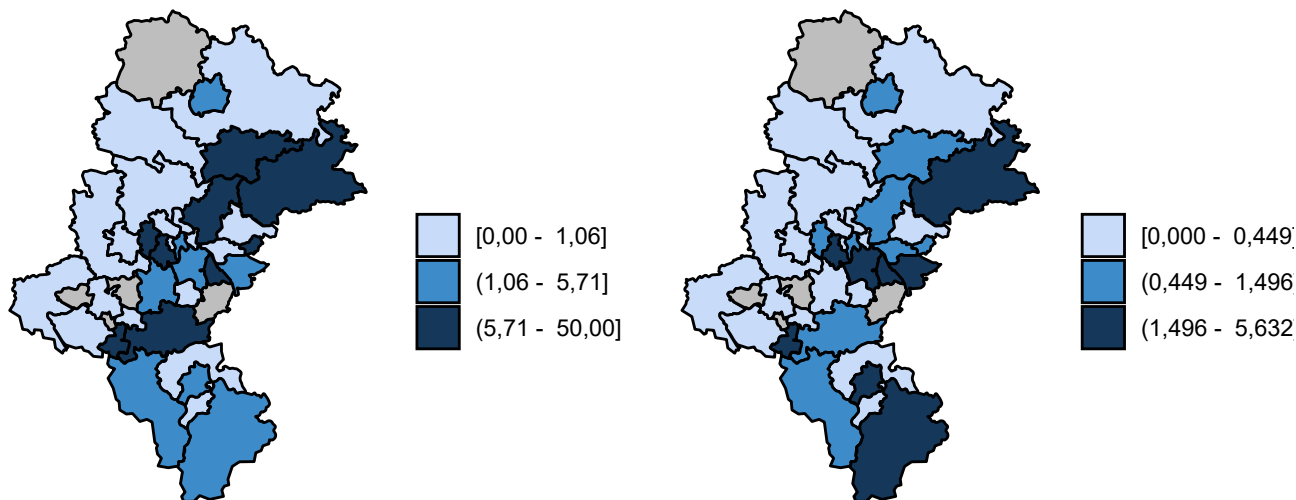 [0,00 - 1,06]
(1,06 - 5,71]
(5,71 - 50,00]
[0,000 - 0,449]
(0,449 - 1,496]
(1,496 - 5,632]